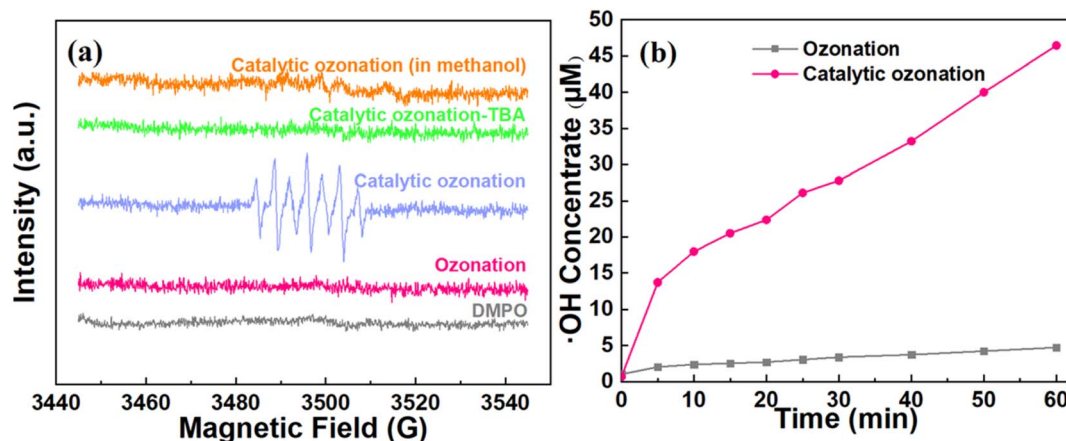 (a)
Catalytic ozonation (in methanol)
Catalytic ozonation-TBA
Catalytic ozonation
Ozonation
DMPO
Intensity (a.u.)
3440 3460 3480 3500 3520 3540
Magnetic Field (G)
(b)
Ozonation
Catalytic ozonation
·OH Concentrate (μM)
50
45
40
35
30
25
20
15
10
5
0
0 10 20 30 40 50 60
Time (min)